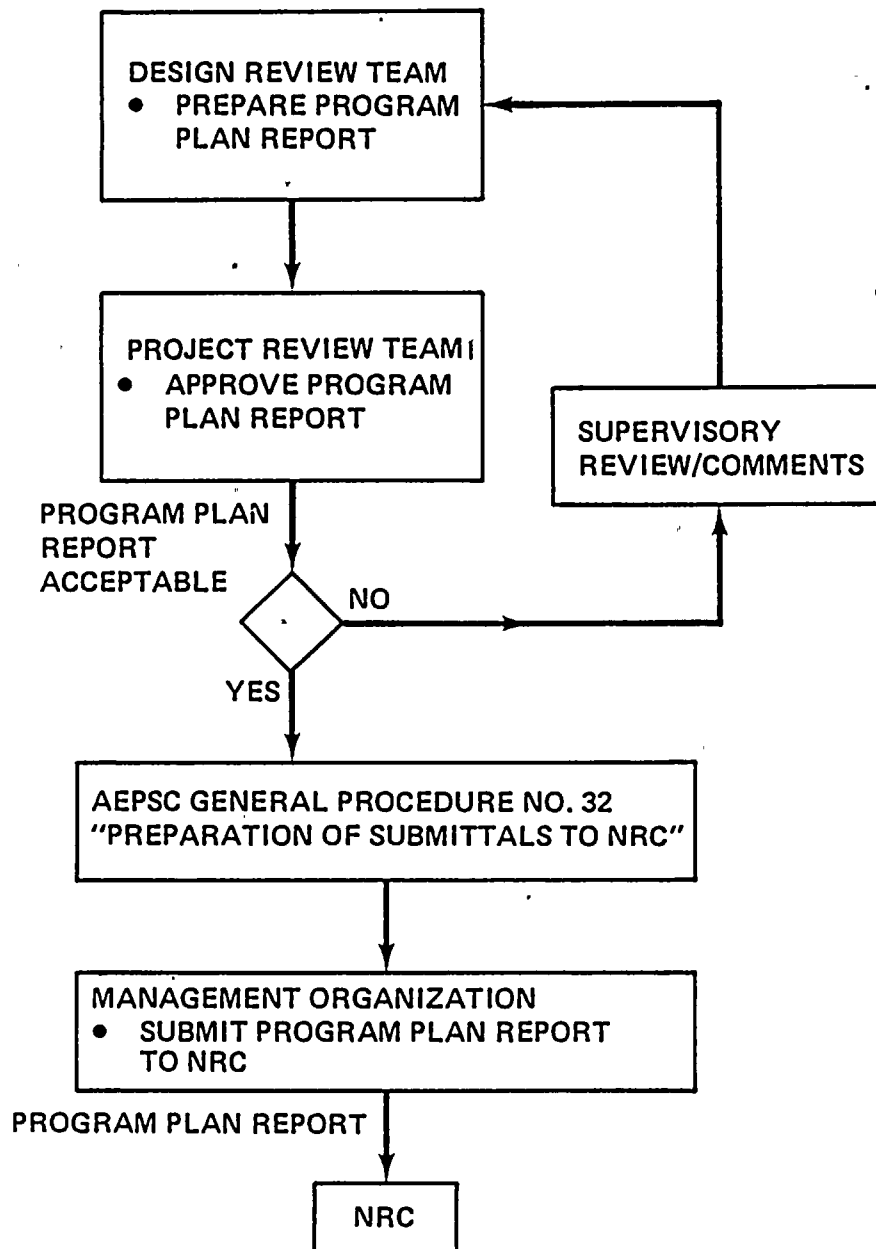 DESIGN REVIEW TEAM
● PREPARE PROGRAM
PLAN REPORT
PROJECT REVIEW TEAM
● APPROVE PROGRAM
PLAN REPORT
SUPERVISORY
REVIEW/COMMENTS
PROGRAM PLAN
REPORT
ACCEPTABLE
NO
YES
AEPSC GENERAL PROCEDURE NO. 32
"PREPARATION OF SUBMITTALS TO NRC"
MANAGEMENT ORGANIZATION
● SUBMIT PROGRAM PLAN REPORT
TO NRC
PROGRAM PLAN REPORT
NRC